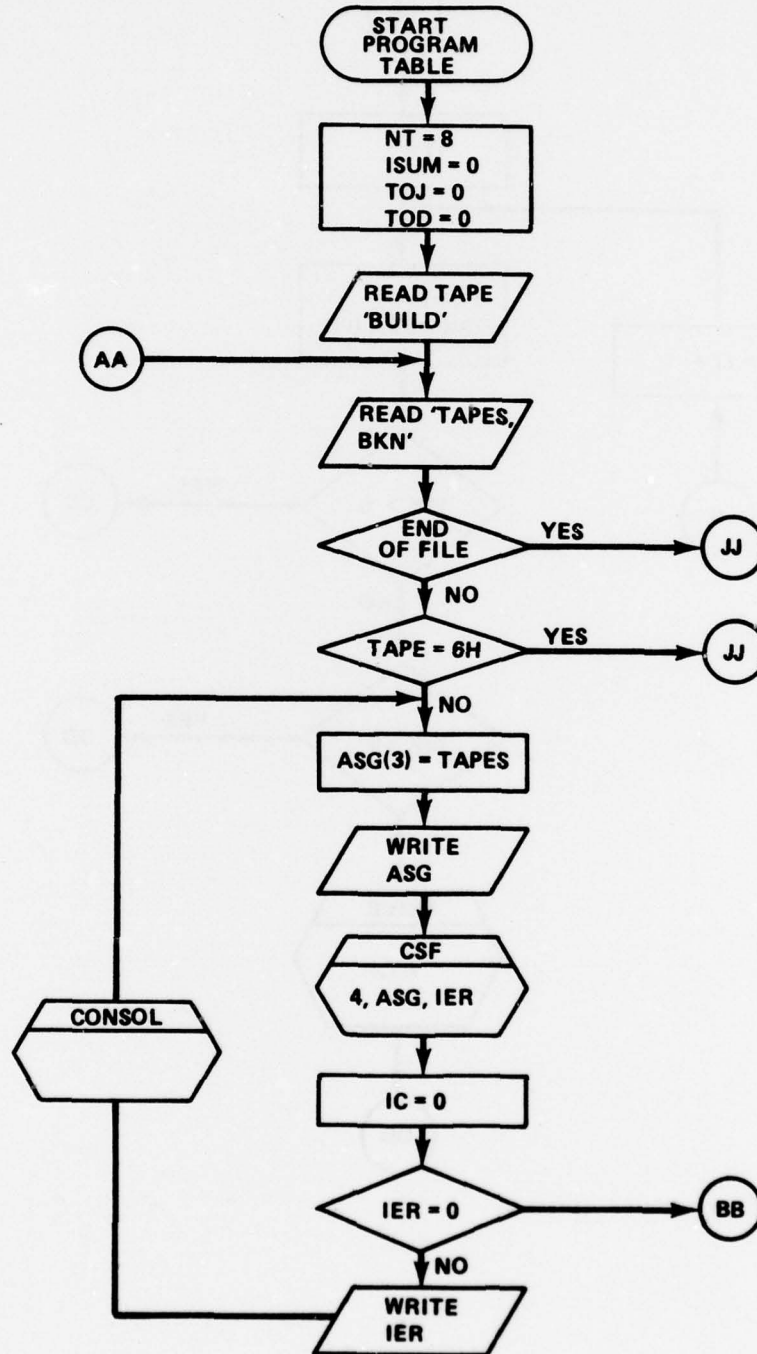 START
PROGRAM
TABLE
NT = 8
ISUM = 0
TOJ = 0
TOD = 0
READ TAPE
'BUILD'
AA
READ 'TAPES,
BKN'
END
OF FILE
YES
JJ
NO
TAPE = 6H
YES
JJ
NO
ASG(3) = TAPES
WRITE
ASG
CSF
4, ASG, IER
CONSOL
IC = 0
IER = 0
BB
NO
WRITE
IER